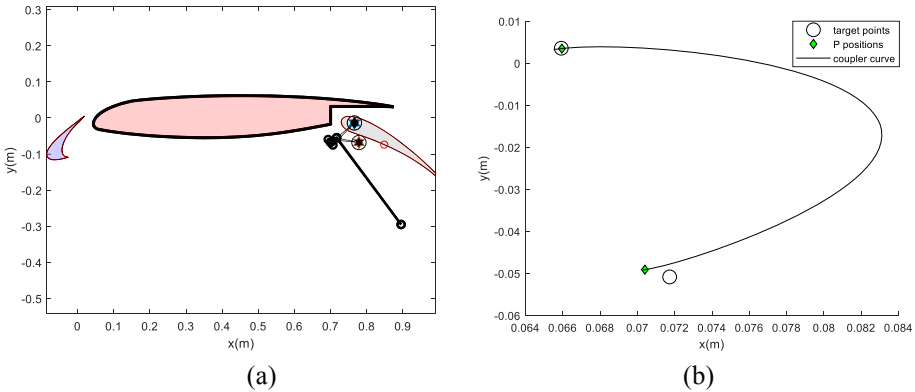 0.3
0.2
0.1
0
-0.1
-0.2
-0.3
-0.4
-0.5
y(m)
0 0.1 0.2 0.3 0.4 0.5 0.6 0.7 0.8 0.9
x(m)
(a)
0.01
0
-0.01
-0.02
-0.03
-0.04
-0.05
-0.06
y(m)
target points
P positions
coupler curve
0.064 0.066 0.068 0.07 0.072 0.074 0.076 0.078 0.08 0.082 0.084
x(m)
(b)